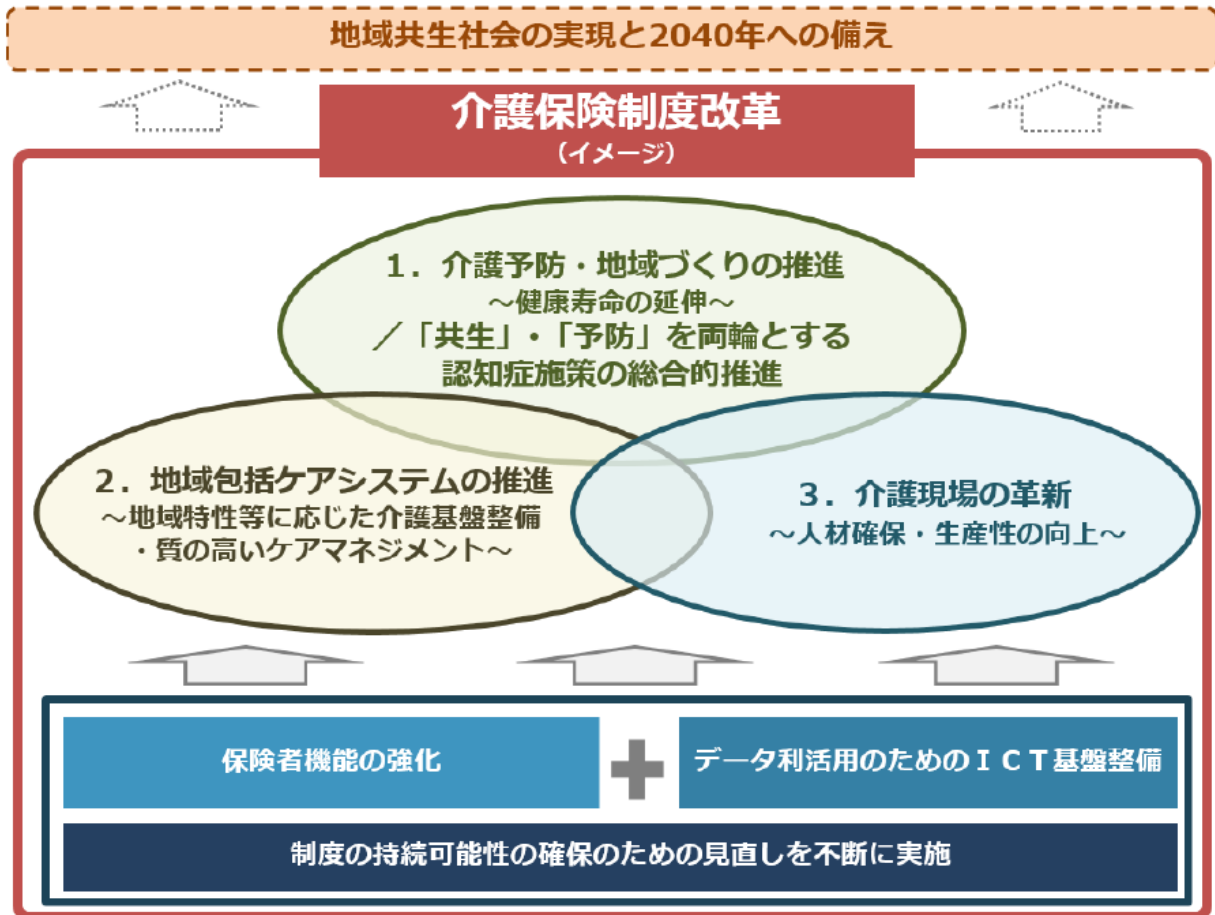 地域共生社会の実現と2040年への備え
介護保険制度改革
（イメージ）
１．介護予防・地域づくりの推進
～健康寿命の延伸～
／「共生」・「予防」を両輪とする
認知症施策の総合的推進
２．地域包括ケアシステムの推進
～地域特性等に応じた介護基盤整備
・質の高いケアマネジメント～
３．介護現場の革新
～人材確保・生産性の向上～
保険者機能の強化
データ利活用のためのＩＣＴ基盤整備
制度の持続可能性の確保のための見直しを不断に実施